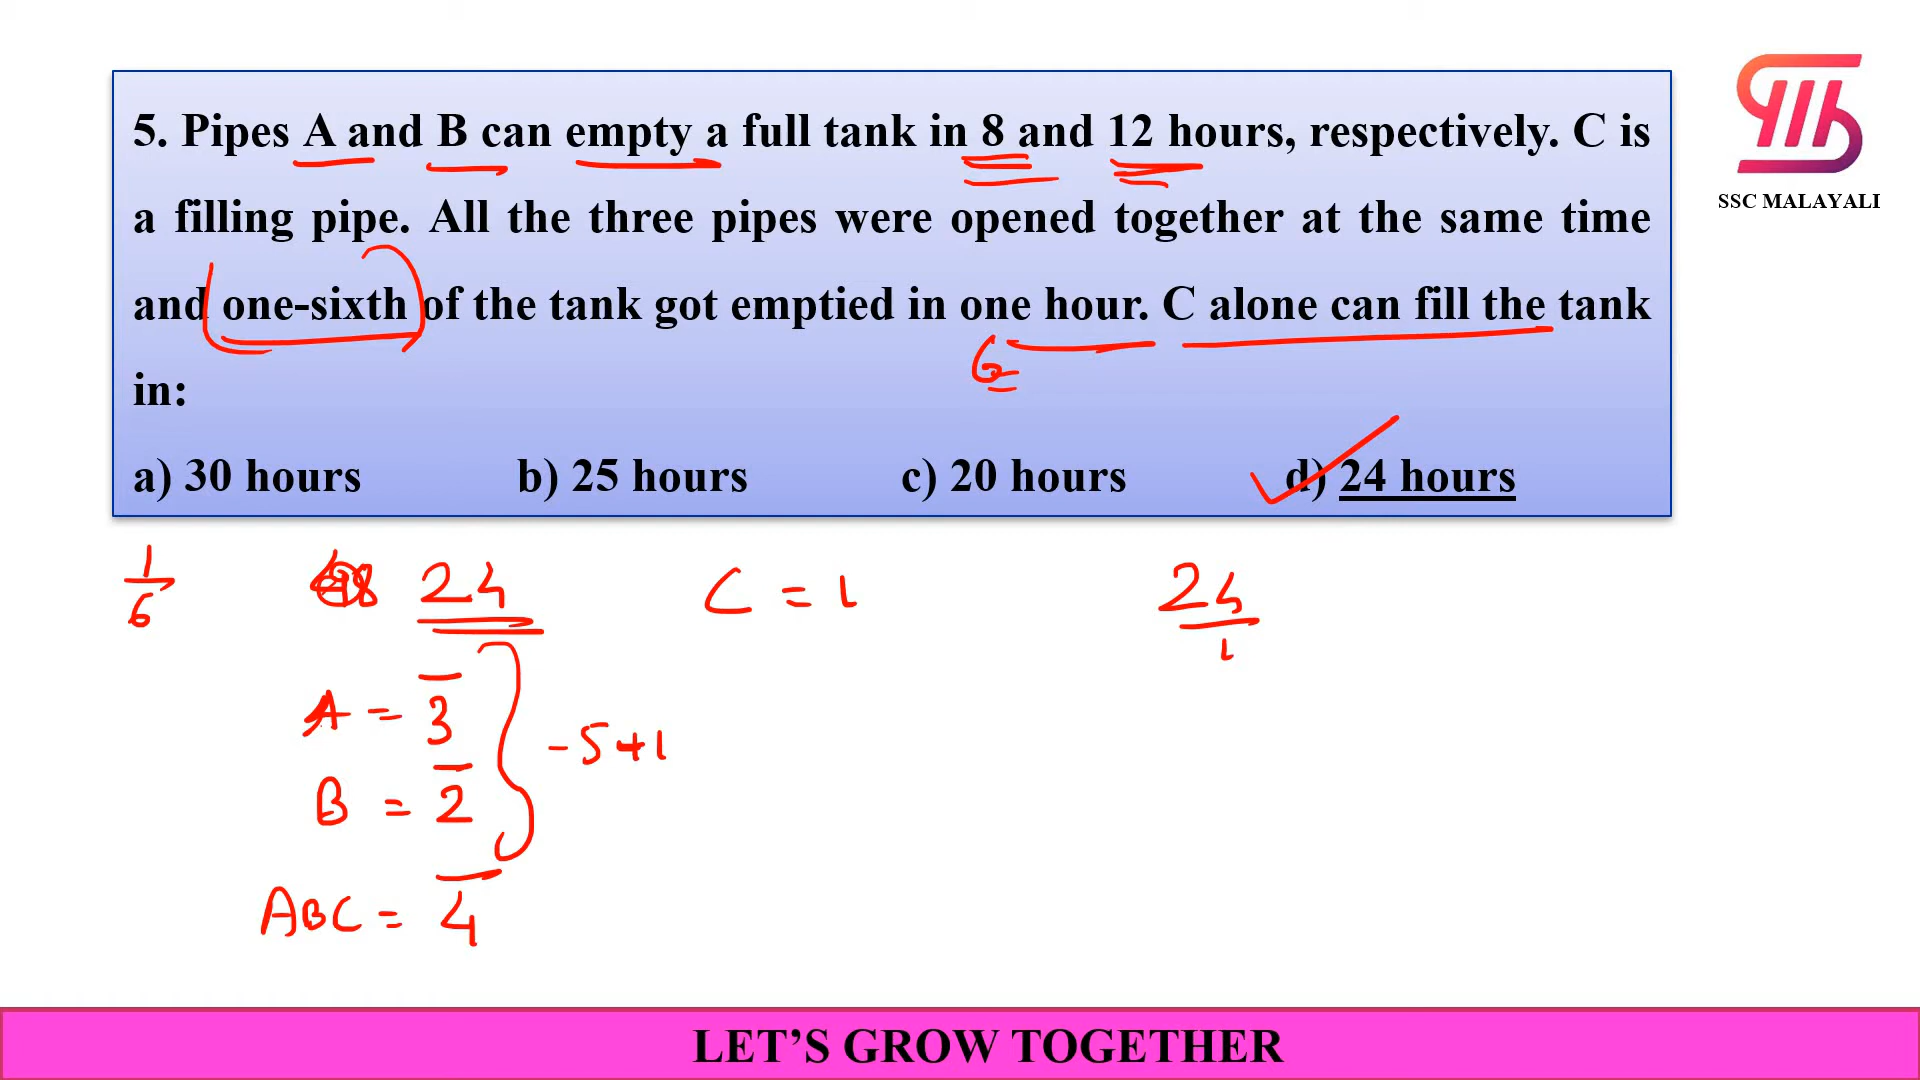 5. Pipes A and B can empty a full tank in 8 and 12 hours, respectively. C is
a filling pipe. All the three pipes were opened together at the same time
and one-sixth of the tank got emptied in one hour. C alone can fill the tank
in:
a) 30 hours b) 25 hours c) 20 hours d) 24 hours
SSC MALAYALI
6
1/6
24
C = 1
24/1
A = 3
B = 2
-5+1
ABC = 4
LET’S GROW TOGETHER